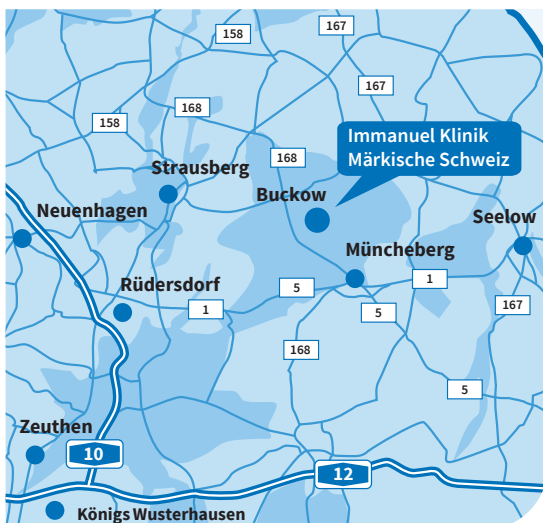 167
158
167
168
158
Immanuel Klinik
Märkische Schweiz
168
Strausberg
Buckow
Neuenhagen
Seelow
Müncheberg
Rüdersdorf
1
5
1
5
167
168
5
Zeuthen
10
12
Königs Wusterhausen